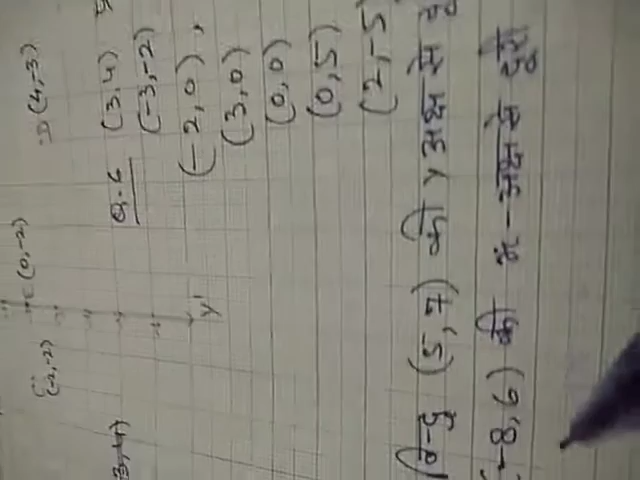 (4,-3)
(0,-2)
(-2,-2)
y'
Q.6 (3,4)
(-3,-2)
(-2,0),
(3,0)
(0,0)
(0,5)
(2,-5)
(5,7) की y अक्ष से
-8,6) की x-अक्ष से दूरी